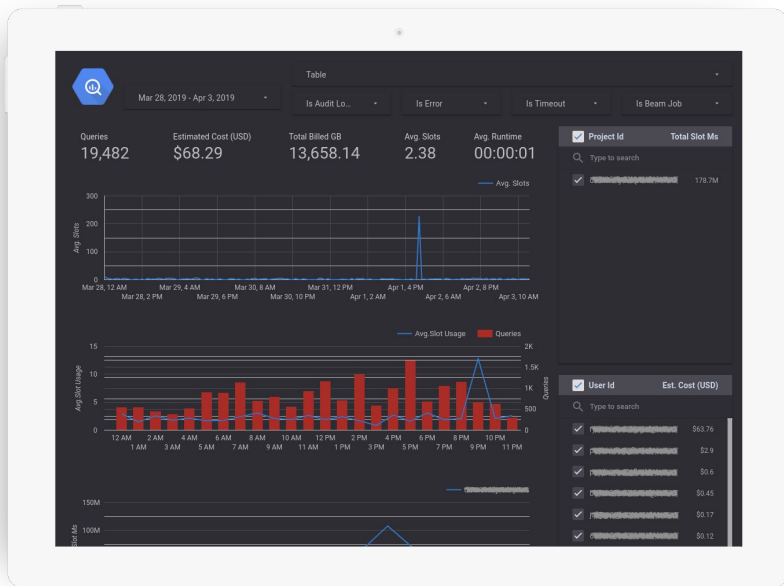 Table
Mar 28, 2019 - Apr 3, 2019
Is Audit Lo... Is Error Is Timeout Is Beam Job
Queries Estimated Cost (USD) Total Billed GB Avg. Slots Avg. Runtime
19,482 $68.29 13,658.14 2.38 00:00:01
Project Id Total Slot Ms
Type to search
178.7M
Avg. Slots
300
200
100
0
Avg. Slots
Mar 28, 12 AM Mar 29, 4 AM Mar 30, 8 AM Mar 31, 12 PM Apr 1, 4 PM Apr 2, 8 PM
Mar 28, 2 PM Mar 29, 6 PM Mar 30, 10 PM Apr 1, 2 AM Apr 2, 6 AM Apr 3, 10 AM
Avg.Slot Usage Queries
15
10
5
0
Avg.Slot Usage
2K
1.5K
1K
500
0
Queries
12 AM 2 AM 4 AM 6 AM 8 AM 10 AM 12 PM 2 PM 4 PM 6 PM 8 PM 10 PM
1 AM 3 AM 5 AM 7 AM 9 AM 11 AM 1 PM 3 PM 5 PM 7 PM 9 PM 11 PM
User Id Est. Cost (USD)
Type to search
$63.76
$2.9
$0.6
$0.45
$0.17
$0.12
150M
100M
Slot Ms